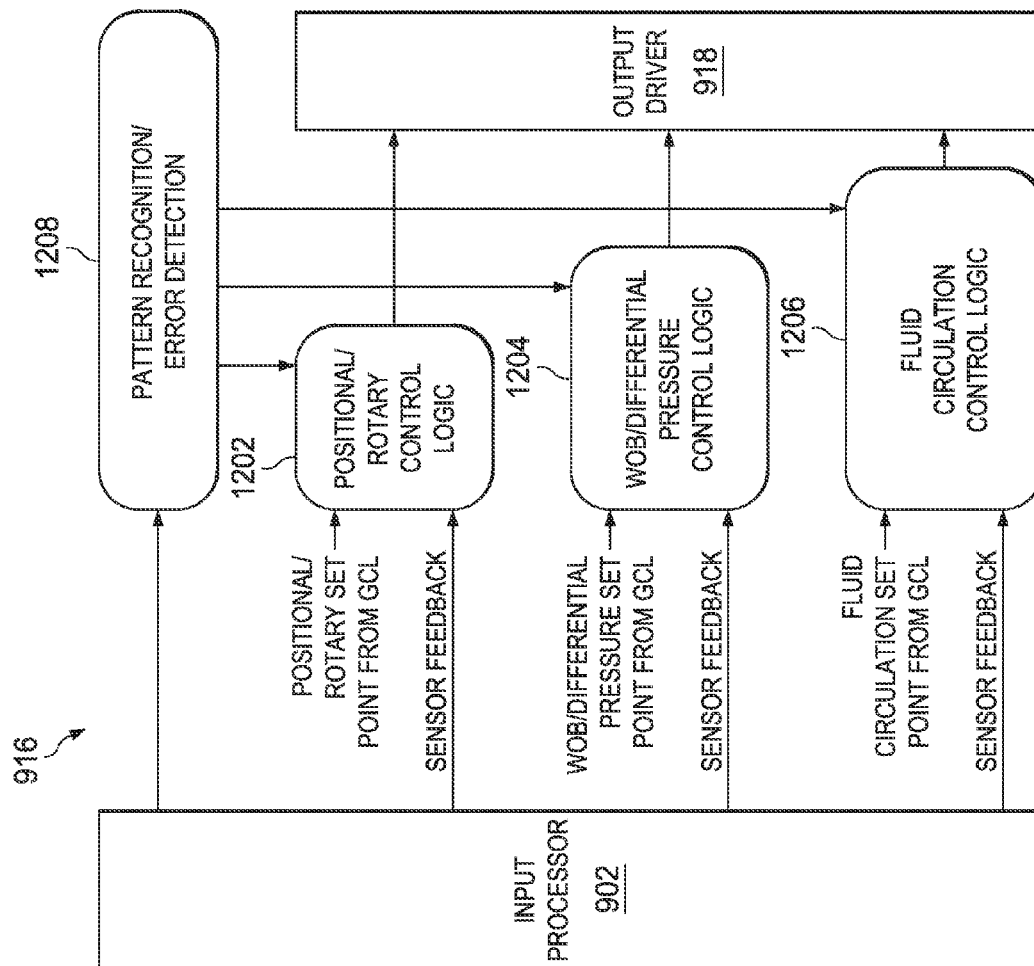 916
1208
PATTERN RECOGNITION/
ERROR DETECTION
1202
POSITIONAL/
ROTARY SET
POINT FROM GCL
SENSOR FEEDBACK
POSITIONAL/
ROTARY
CONTROL
LOGIC
1204
WOB/DIFFERENTIAL
PRESSURE SET
POINT FROM GCL
SENSOR FEEDBACK
WOB/DIFFERENTIAL
PRESSURE
CONTROL LOGIC
1206
FLUID
CIRCULATION SET
POINT FROM GCL
SENSOR FEEDBACK
FLUID
CIRCULATION
CONTROL LOGIC
INPUT
PROCESSOR
902
OUTPUT
DRIVER
918